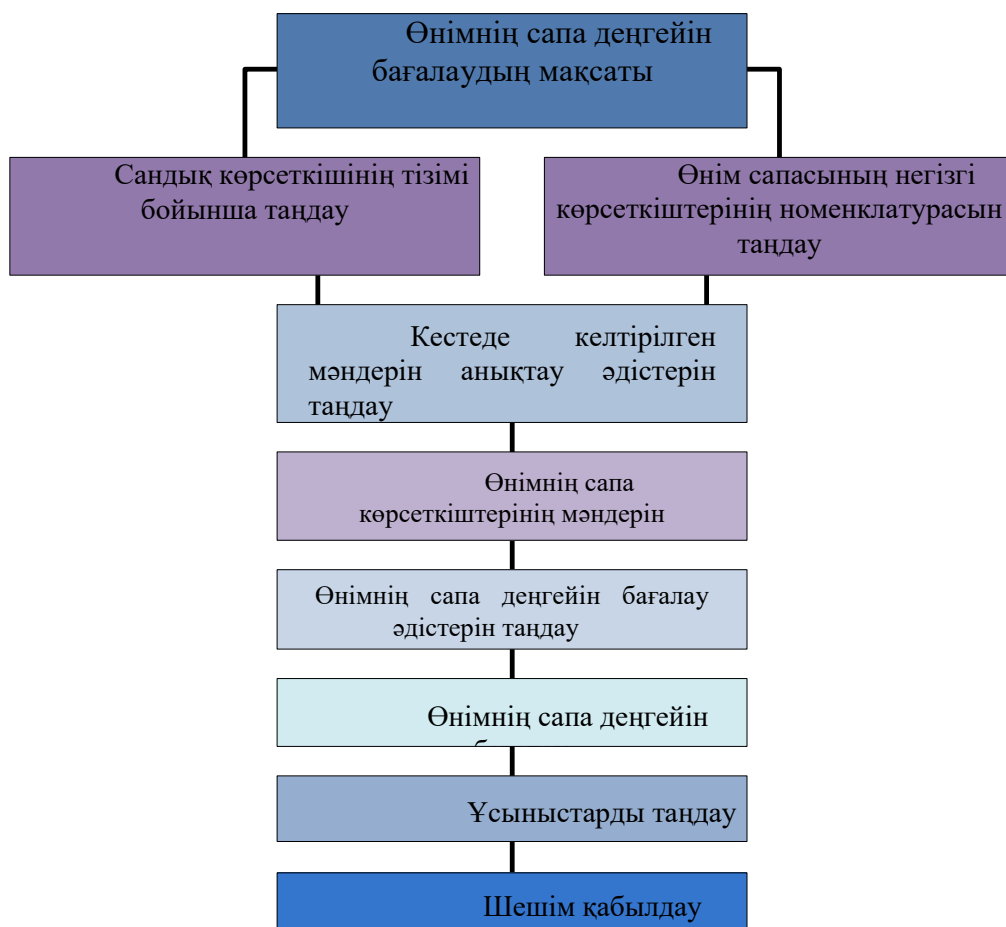 Өнімнің сапа деңгейін
бағалаудың мақсаты
Сандық көрсеткішінің тізімі
бойынша таңдау
Өнім сапасының негізгі
көрсеткіштерінің номенклатурасын
таңдау
Кестеде келтірілген
мәндерін анықтау әдістерін
таңдау
Өнімнің сапа
көрсеткіштерінің мәндерін
Өнімнің сапа деңгейін бағалау
әдістерін таңдау
Өнімнің сапа деңгейін
Ұсыныстарды таңдау
Шешім қабылдау